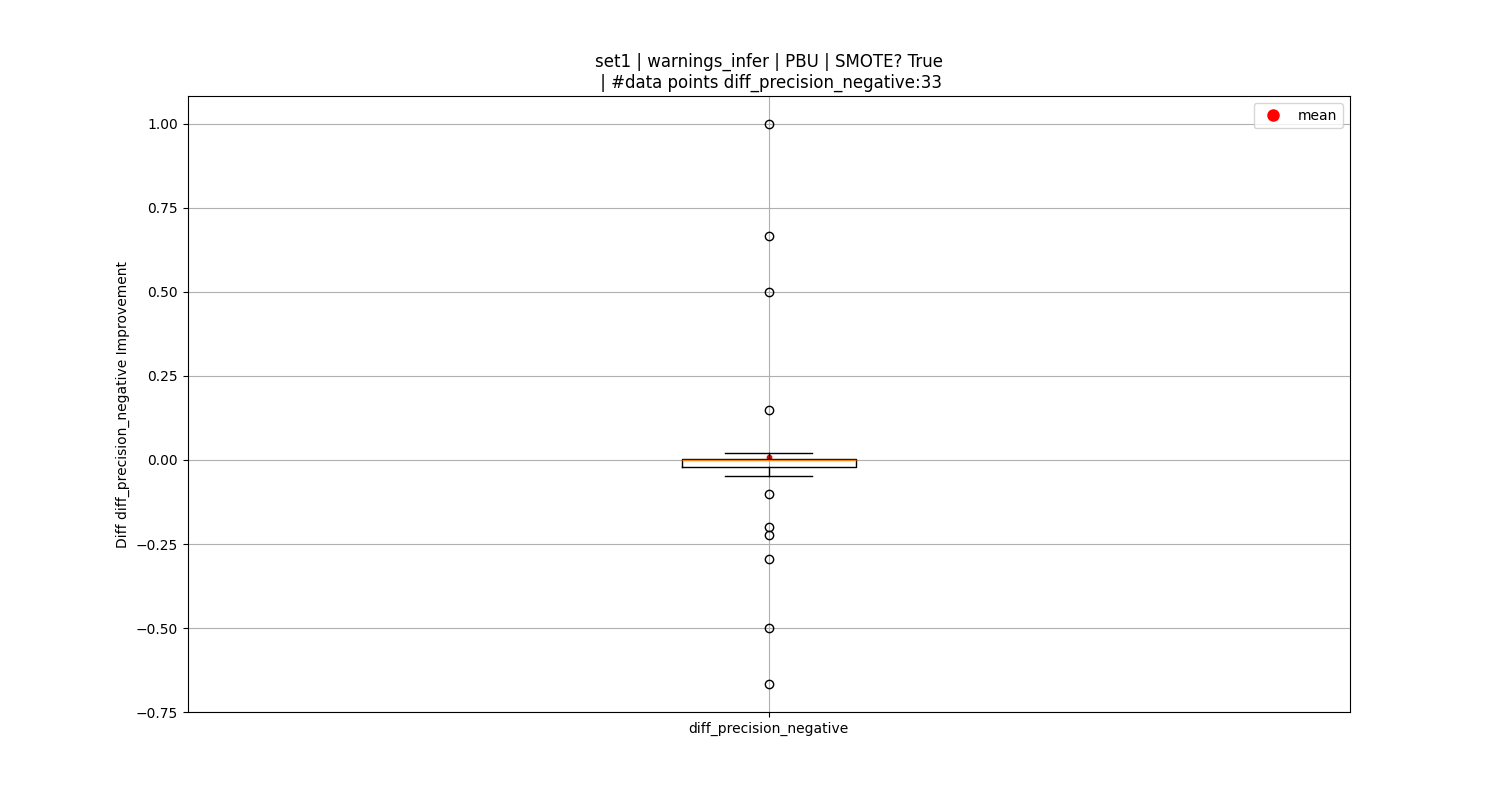 set1 | warnings_infer | PBU | SMOTE? True
| #data points diff_precision_negative:33
mean
1.00
0.75
0.50
0.25
0.00
−0.25
−0.50
−0.75
Diff diff_precision_negative Improvement
diff_precision_negative